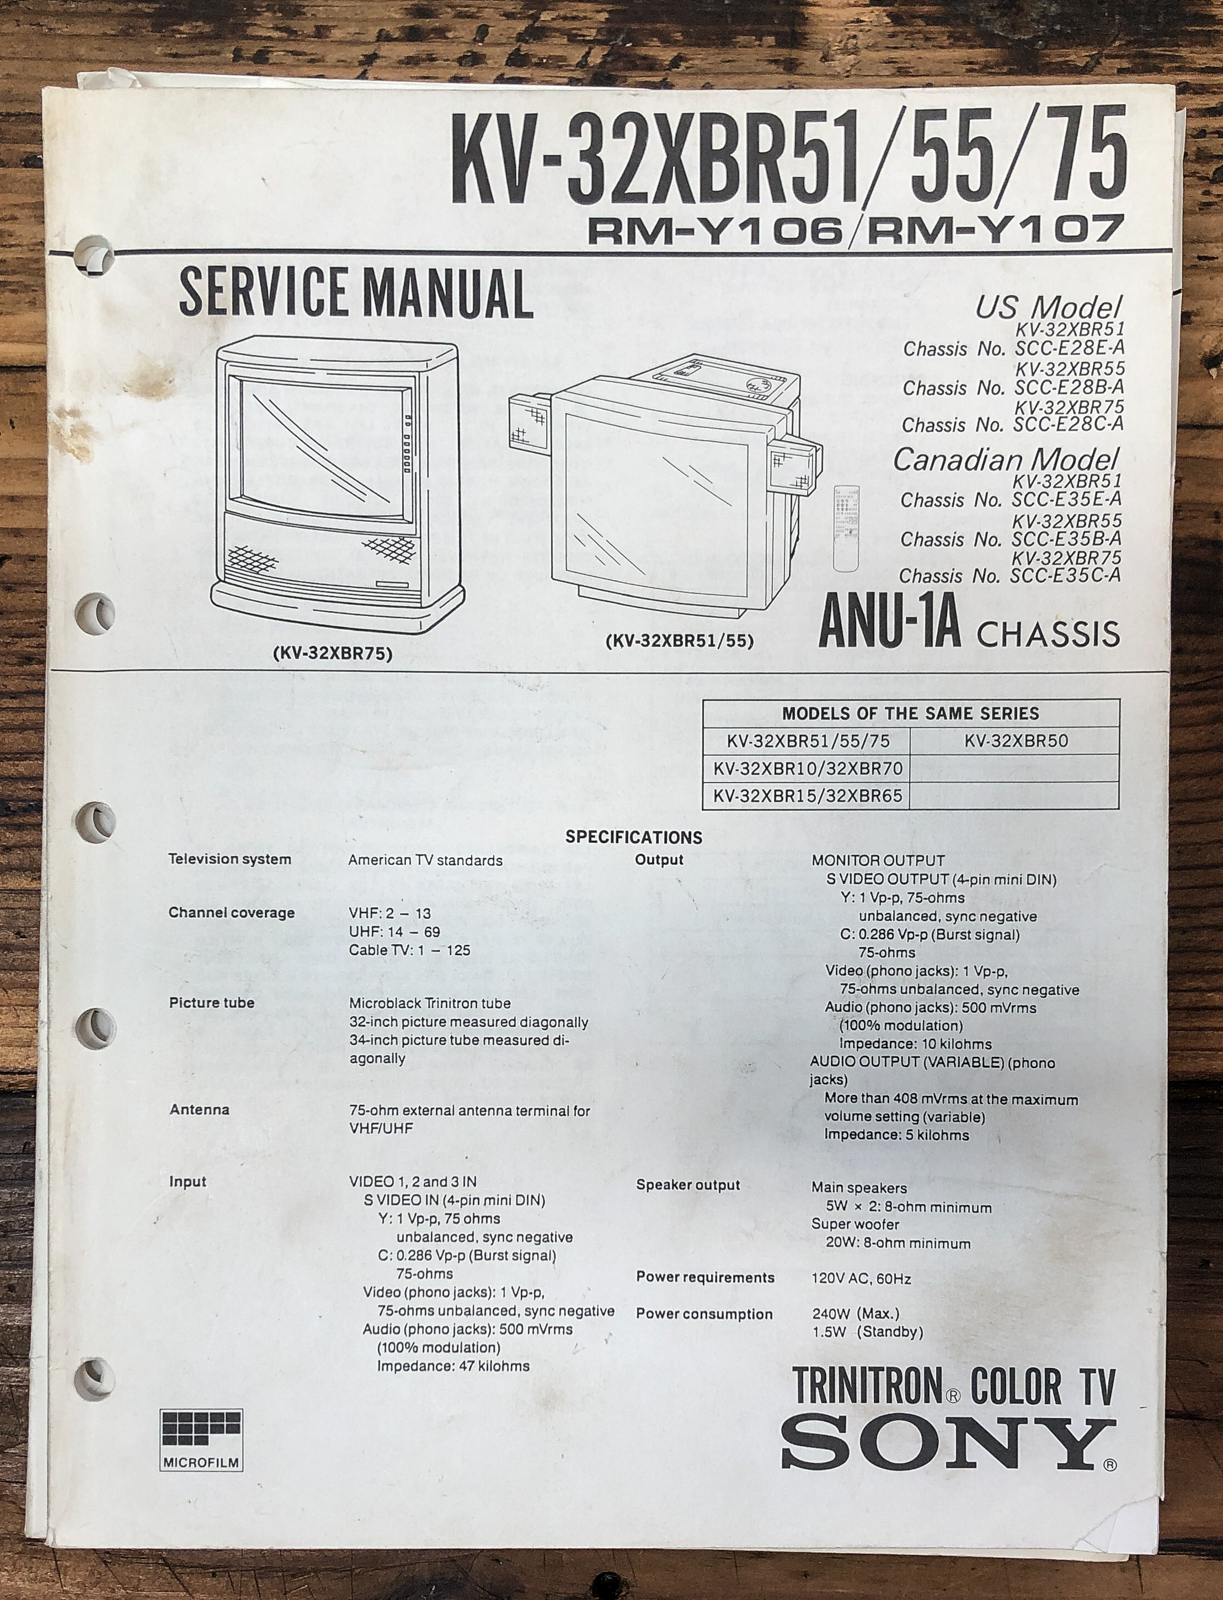 KV-32XBR51/55/75
RM-Y106/RM-Y107
SERVICE MANUAL
US Model
KV-32XBR51
Chassis No. SCC-E28E-A
KV-32XBR55
Chassis No. SCC-E28B-A
KV-32XBR75
Chassis No. SCC-E28C-A
Canadian Model
KV-32XBR51
Chassis No. SCC-E35E-A
KV-32XBR55
Chassis No. SCC-E35B-A
KV-32XBR75
Chassis No. SCC-E35C-A
ANU-1A CHASSIS
(KV-32XBR75)
(KV-32XBR51/55)
MODELS OF THE SAME SERIES
KV-32XBR51/55/75 KV-32XBR50
KV-32XBR10/32XBR70
KV-32XBR15/32XBR65
SPECIFICATIONS
Television system American TV standards
Channel coverage VHF: 2 – 13
UHF: 14 – 69
Cable TV: 1 – 125
Picture tube Microblack Trinitron tube
32-inch picture measured diagonally
34-inch picture tube measured di-
agonally
Antenna 75-ohm external antenna terminal for
VHF/UHF
Input VIDEO 1, 2 and 3 IN
S VIDEO IN (4-pin mini DIN)
Y: 1 Vp-p, 75 ohms
unbalanced, sync negative
C: 0.286 Vp-p (Burst signal)
75-ohms
Video (phono jacks): 1 Vp-p,
75-ohms unbalanced, sync negative
Audio (phono jacks): 500 mVrms
(100% modulation)
Impedance: 47 kilohms
Output MONITOR OUTPUT
S VIDEO OUTPUT (4-pin mini DIN)
Y: 1 Vp-p, 75-ohms
unbalanced, sync negative
C: 0.286 Vp-p (Burst signal)
75-ohms
Video (phono jacks): 1 Vp-p,
75-ohms unbalanced, sync negative
Audio (phono jacks): 500 mVrms
(100% modulation)
Impedance: 10 kilohms
AUDIO OUTPUT (VARIABLE) (phono
jacks)
More than 408 mVrms at the maximum
volume setting (variable)
Impedance: 5 kilohms
Speaker output Main speakers
5W × 2: 8-ohm minimum
Super woofer
20W: 8-ohm minimum
Power requirements 120V AC, 60Hz
Power consumption 240W (Max.)
1.5W (Standby)
MICROFILM
TRINITRON® COLOR TV
SONY®